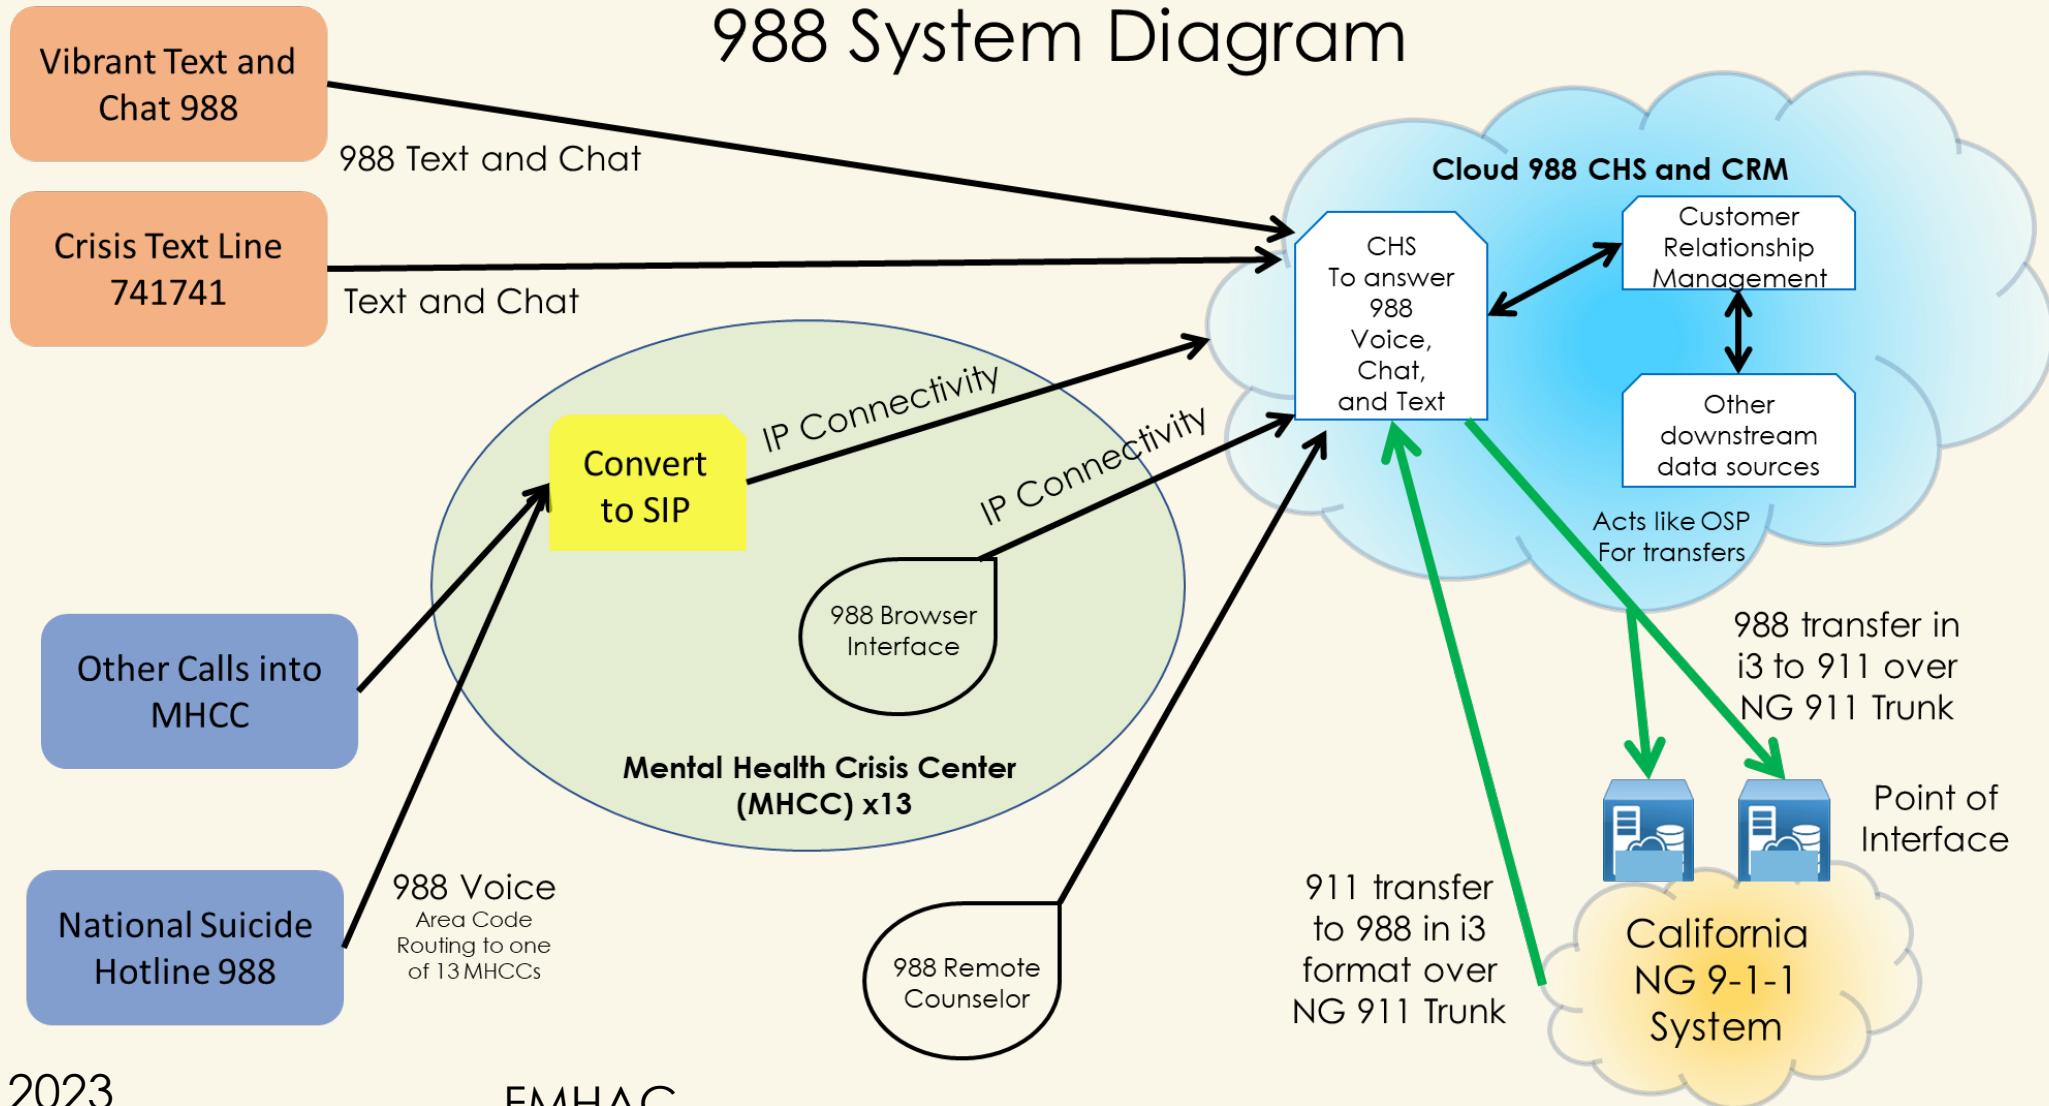 988 System Diagram
Vibrant Text and
Chat 988
988 Text and Chat
Crisis Text Line
741741
Text and Chat
Cloud 988 CHS and CRM
CHS
To answer
988
Voice,
Chat,
and Text
Customer
Relationship
Management
Other
downstream
data sources
Acts like OSP
For transfers
Convert
to SIP
IP Connectivity
IP Connectivity
988 Browser
Interface
Mental Health Crisis Center
(MHCC) x13
Other Calls into
MHCC
National Suicide
Hotline 988
988 Voice
Area Code
Routing to one
of 13 MHCCs
988 Remote
Counselor
988 transfer in
i3 to 911 over
NG 911 Trunk
Point of
Interface
911 transfer
to 988 in i3
format over
NG 911 Trunk
California
NG 9-1-1
System
2023
EMHAC